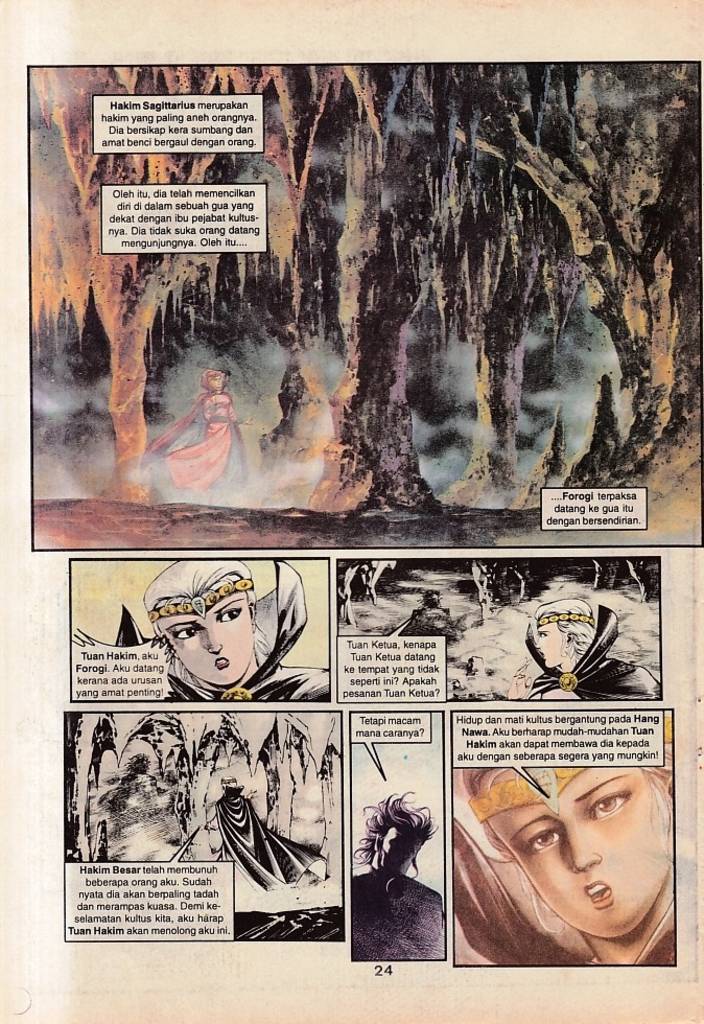 Hakim Sagittarius merupakan
hakim yang paling aneh orangnya.
Dia bersikap kera sumbang dan
amat benci bergaul dengan orang.
Oleh itu, dia telah memencilkan
diri di dalam sebuah gua yang
dekat dengan ibu pejabat kultus-
nya. Dia tidak suka orang datang
mengunjungnya. Oleh itu....
....Forogi terpaksa
datang ke gua itu
dengan bersendirian.
Tuan Hakim, aku
Forogi. Aku datang
kerana ada urusan
yang amat penting!
Tuan Ketua, kenapa
Tuan Ketua datang
ke tempat yang tidak
seperti ini? Apakah
pesanan Tuan Ketua?
Hakim Besar telah membunuh
beberapa orang aku. Sudah
nyata dia akan berpaling tadah
dan merampas kuasa. Demi ke-
selamatan kultus kita, aku harap
Tuan Hakim akan menolong aku ini.
Tetapi macam
mana caranya?
Hidup dan mati kultus bergantung pada Hang
Nawa. Aku berharap mudah-mudahan Tuan
Hakim akan dapat membawa dia kepada
aku dengan seberapa segera yang mungkin!
24